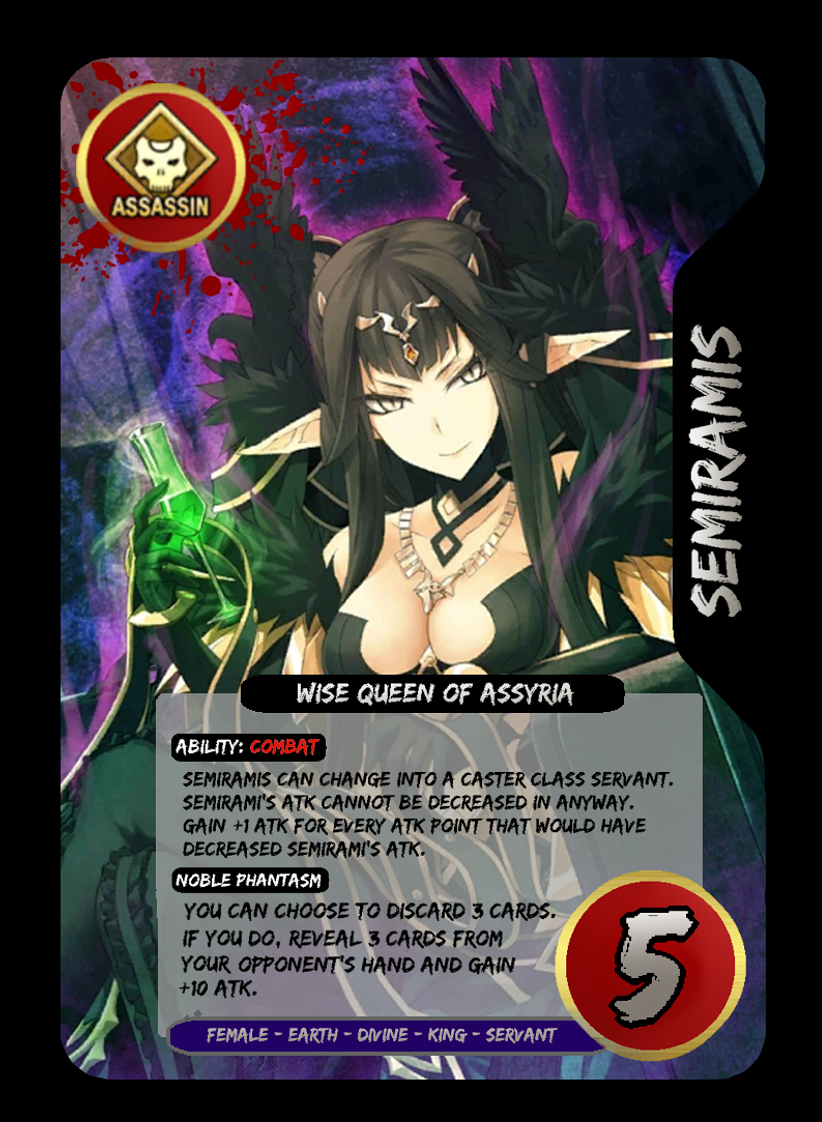 ASSASSIN
SEMIRAMIS
WISE QUEEN OF ASSYRIA
ABILITY: COMBAT
SEMIRAMIS CAN CHANGE INTO A CASTER CLASS SERVANT.
SEMIRAMI'S ATK CANNOT BE DECREASED IN ANYWAY.
GAIN +1 ATK FOR EVERY ATK POINT THAT WOULD HAVE
DECREASED SEMIRAMI'S ATK.
NOBLE PHANTASM
YOU CAN CHOOSE TO DISCARD 3 CARDS.
IF YOU DO, REVEAL 3 CARDS FROM
YOUR OPPONENT'S HAND AND GAIN
+10 ATK.
5
FEMALE - EARTH - DIVINE - KING - SERVANT